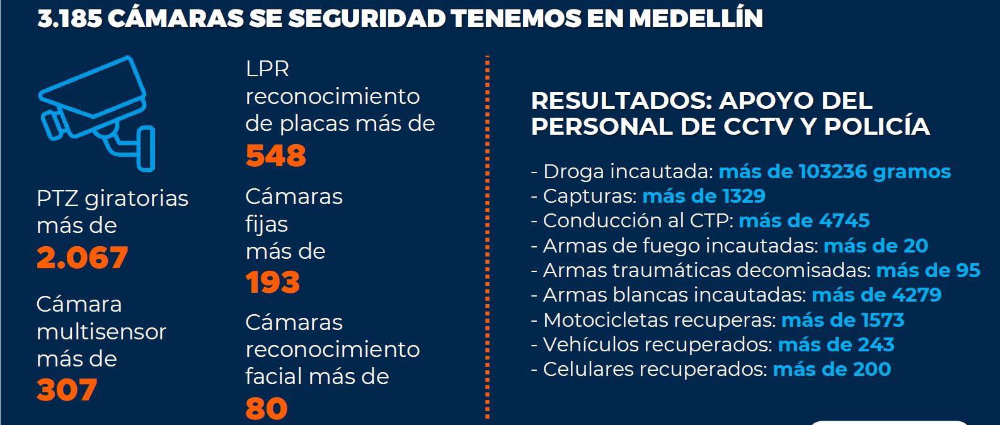 3.185 CÁMARAS SE SEGURIDAD TENEMOS EN MEDELLÍN
PTZ giratorias
más de
2.067
Cámara
multisensor
más de
307
LPR
reconocimiento
de placas más de
548
Cámaras
fijas
más de
193
Cámaras
reconocimiento
facial más de
80
RESULTADOS: APOYO DEL
PERSONAL DE CCTV Y POLICÍA
- Droga incautada: más de 103236 gramos
- Capturas: más de 1329
- Conducción al CTP: más de 4745
- Armas de fuego incautadas: más de 20
- Armas traumáticas decomisadas: más de 95
- Armas blancas incautadas: más de 4279
- Motocicletas recuperas: más de 1573
- Vehículos recuperados: más de 243
- Celulares recuperados: más de 200